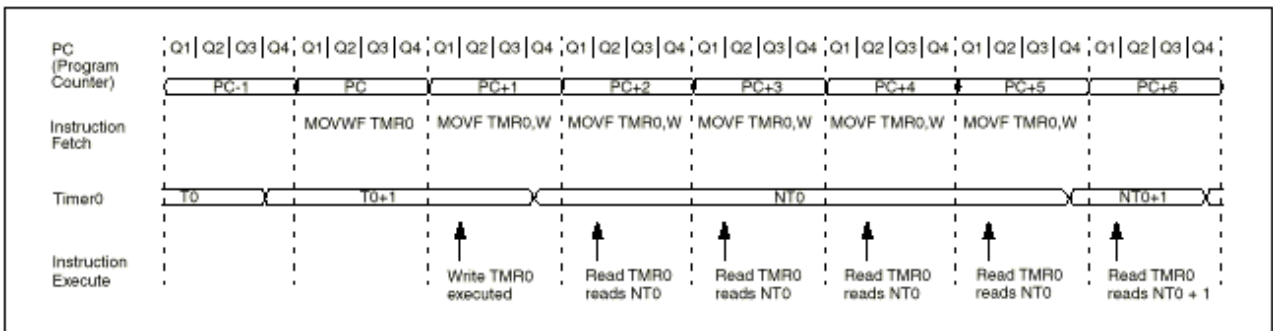 PC (Program Counter)
Q1 Q2 Q3 Q4 Q1 Q2 Q3 Q4 Q1 Q2 Q3 Q4 Q1 Q2 Q3 Q4 Q1 Q2 Q3 Q4 Q1 Q2 Q3 Q4 Q1 Q2 Q3 Q4 Q1 Q2 Q3 Q4
PC-1 PC PC+1 PC+2 PC+3 PC+4 PC+5 PC+6
Instruction Fetch
MOVWF TMR0 MOVF TMR0,W MOVF TMR0,W MOVF TMR0,W MOVF TMR0,W MOVF TMR0,W
Timer0
T0 T0+1 NT0 NT0+1
Instruction Execute
Write TMR0 executed
Read TMR0 reads NT0
Read TMR0 reads NT0
Read TMR0 reads NT0
Read TMR0 reads NT0
Read TMR0 reads NT0 + 1